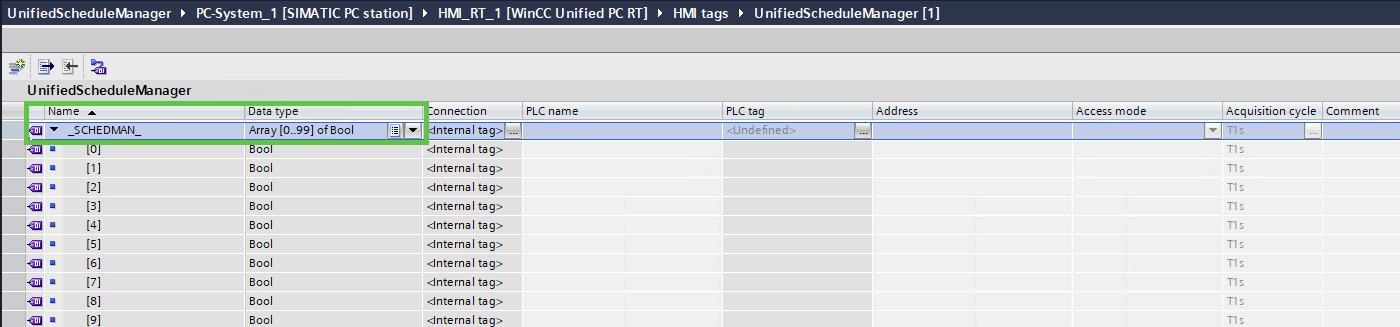 UnifiedScheduleManager › PC-System_1 [SIMATIC PC station] › HMI_RT_1 [WinCC Unified PC RT] › HMI tags › UnifiedScheduleManager [1]
UnifiedScheduleManager
Name Data type Connection PLC name PLC tag Address Access mode Acquisition cycle Comment
_SCHEDMAN_ Array [0..99] of Bool <Internal tag> ... <Undefined> ... T1s ...
[0] Bool <Internal tag> T1s
[1] Bool <Internal tag> T1s
[2] Bool <Internal tag> T1s
[3] Bool <Internal tag> T1s
[4] Bool <Internal tag> T1s
[5] Bool <Internal tag> T1s
[6] Bool <Internal tag> T1s
[7] Bool <Internal tag> T1s
[8] Bool <Internal tag> T1s
[9] Bool <Internal tag> T1s